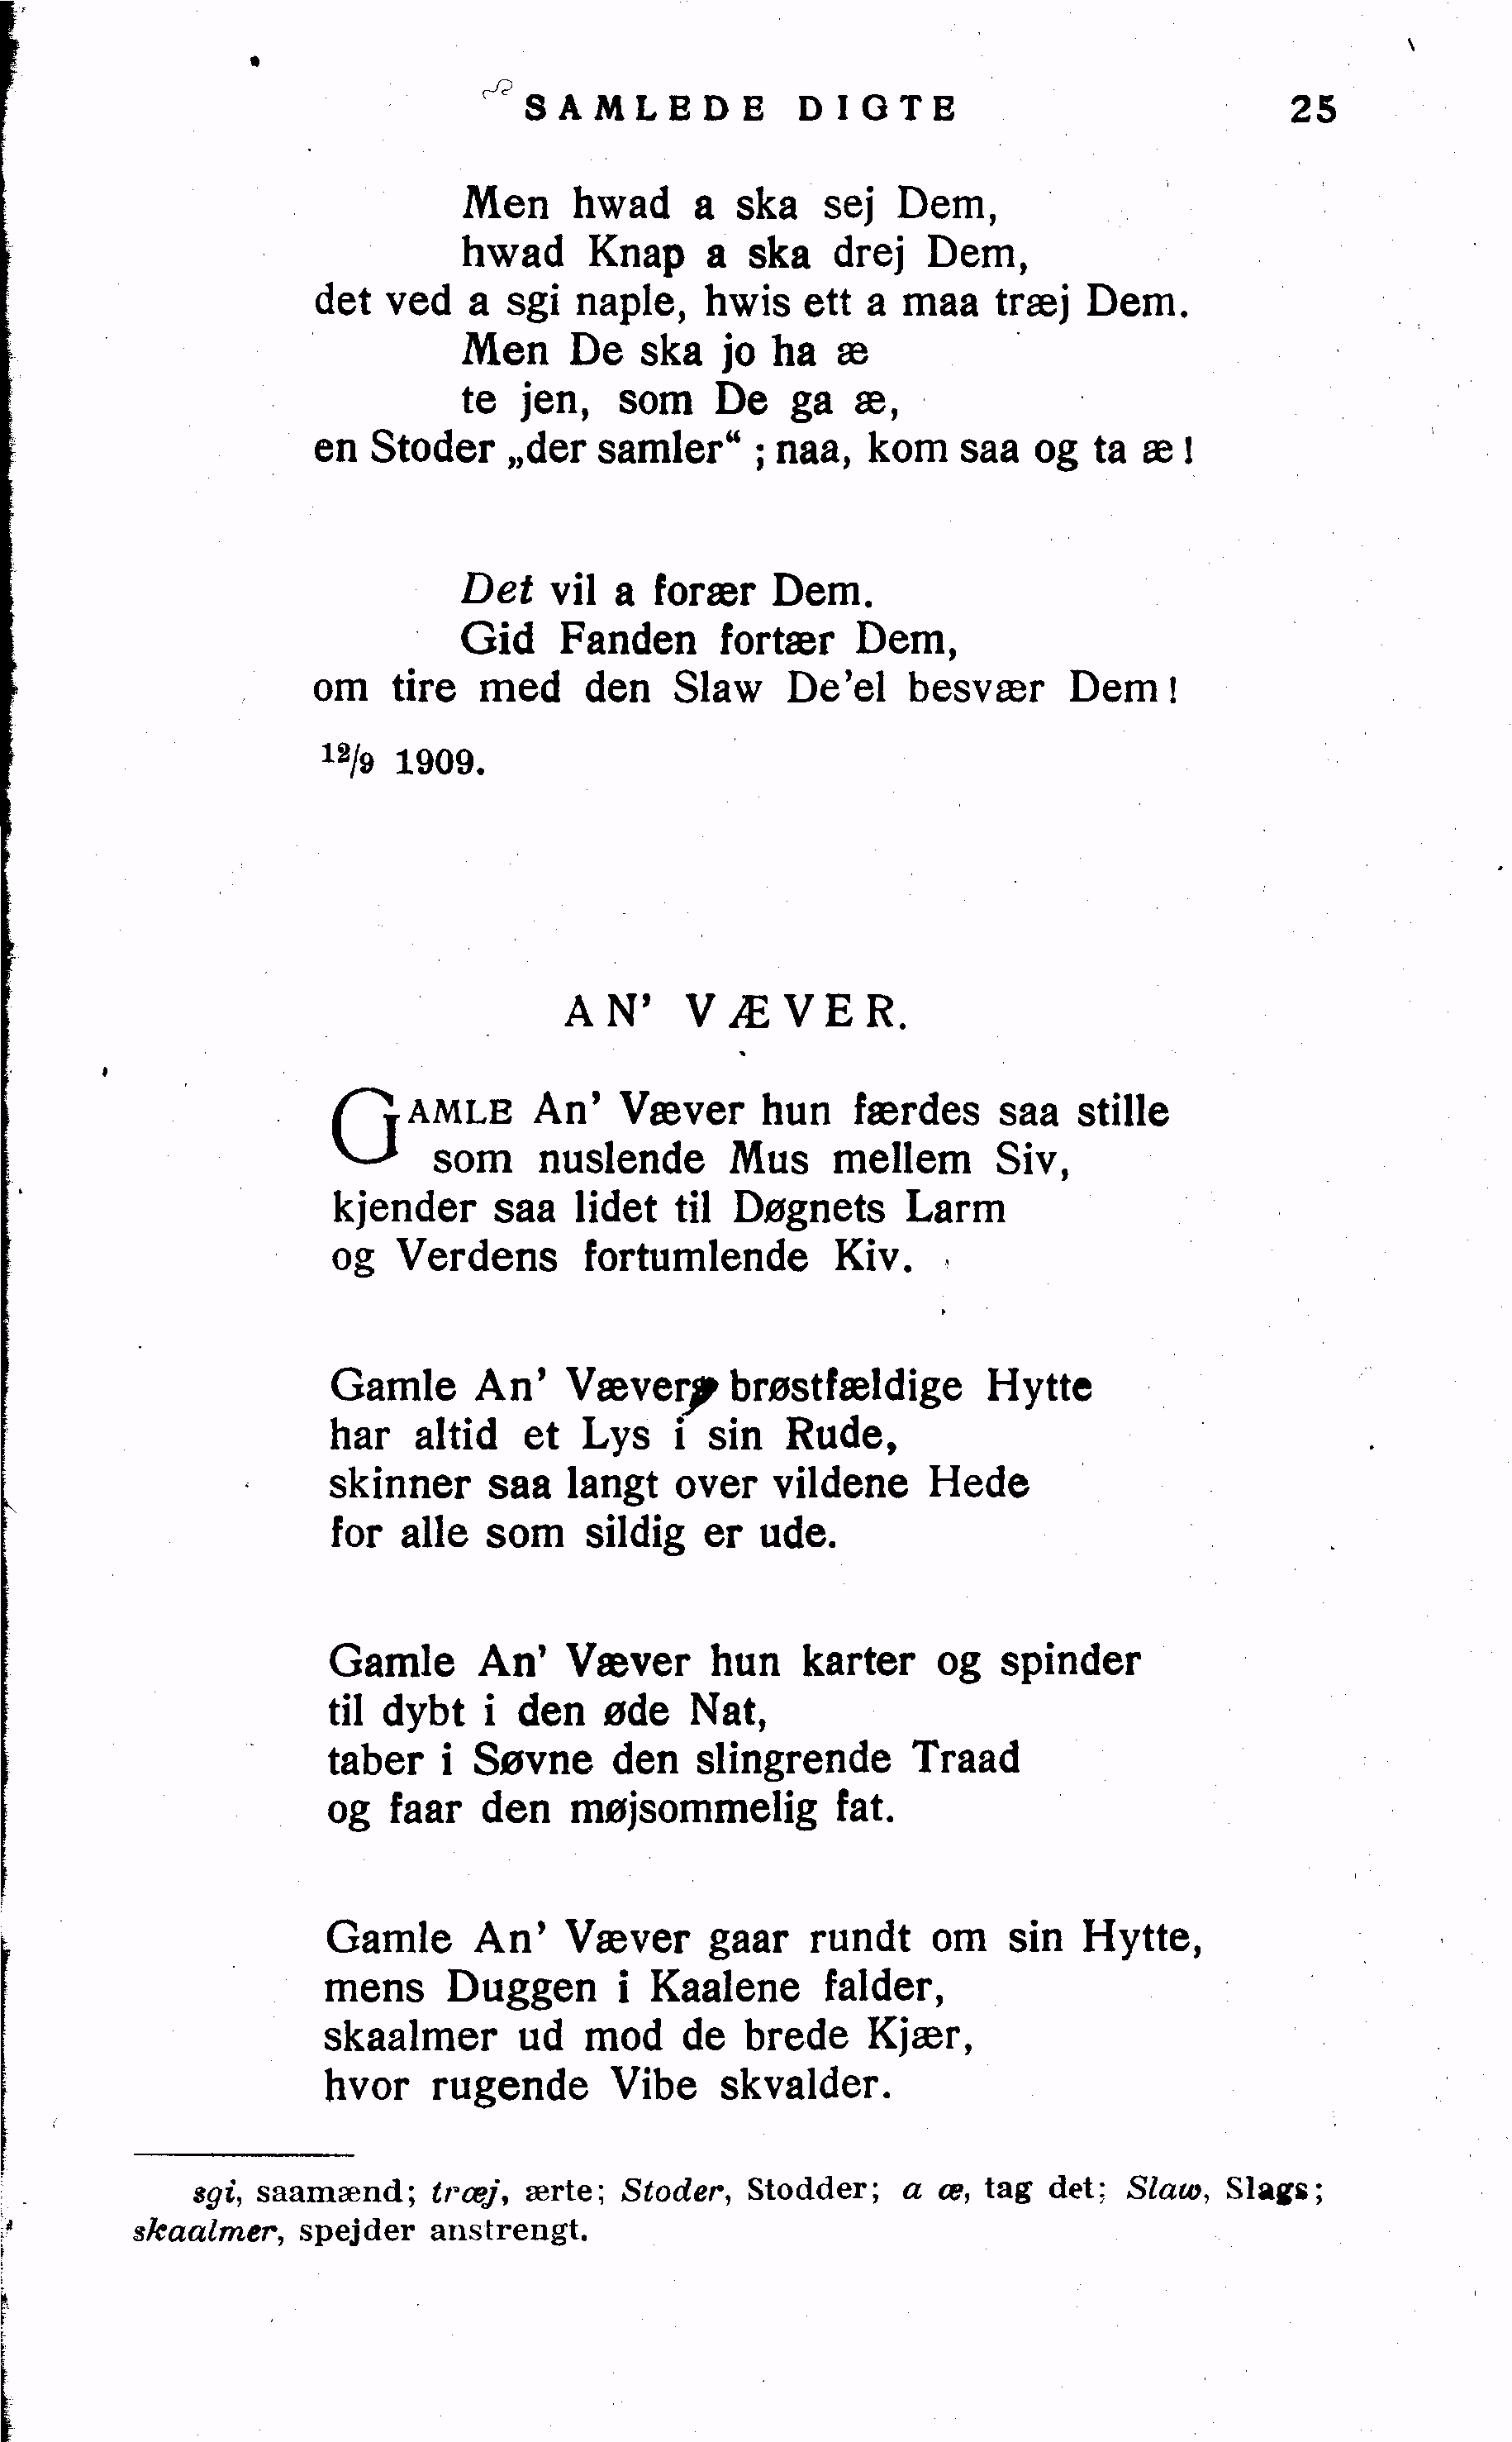 SAMLEDE DIGTE 25
Men hwad a ska sej Dem,
hwad Knap a ska drej Dem,
det ved a sgi naple, hwis ett a maa træj Dem.
Men De ska jo ha æ
te jen, som De ga æ,
en Stoder „der samler“ ; naa, kom saa og ta æ !
Det vil a foræer Dem.
Gid Fanden fortær Dem,
om tire med den Slaw De'el besvær Dem !
12/9 1909.
AN' VÆVER.
GAMLE An' Væver hun færdes saa stille
som nuslende Mus mellem Siv,
kjender saa lidet til Døgnets Larm
og Verdens fortumlende Kiv.
Gamle An' Vævers brøstfældige Hytte
har altid et Lys i sin Rude,
skinner saa langt over vildene Hede
for alle som sildig er ude.
Gamle An' Væver hun karter og spinder
til dybt i den øde Nat,
taber i Søvne den slingrende Traad
og faar den møjsommelig fat.
Gamle An' Væver gaar rundt om sin Hytte,
mens Duggen i Kaalene falder,
skaalmer ud mod de brede Kjær,
hvor rugende Vibe skvalder.
sgi, saamænd; træj, ærte; Stoder, Stodder; a æ, tag det; Slaw, Slags;
skaalmer, spejder anstrengt.